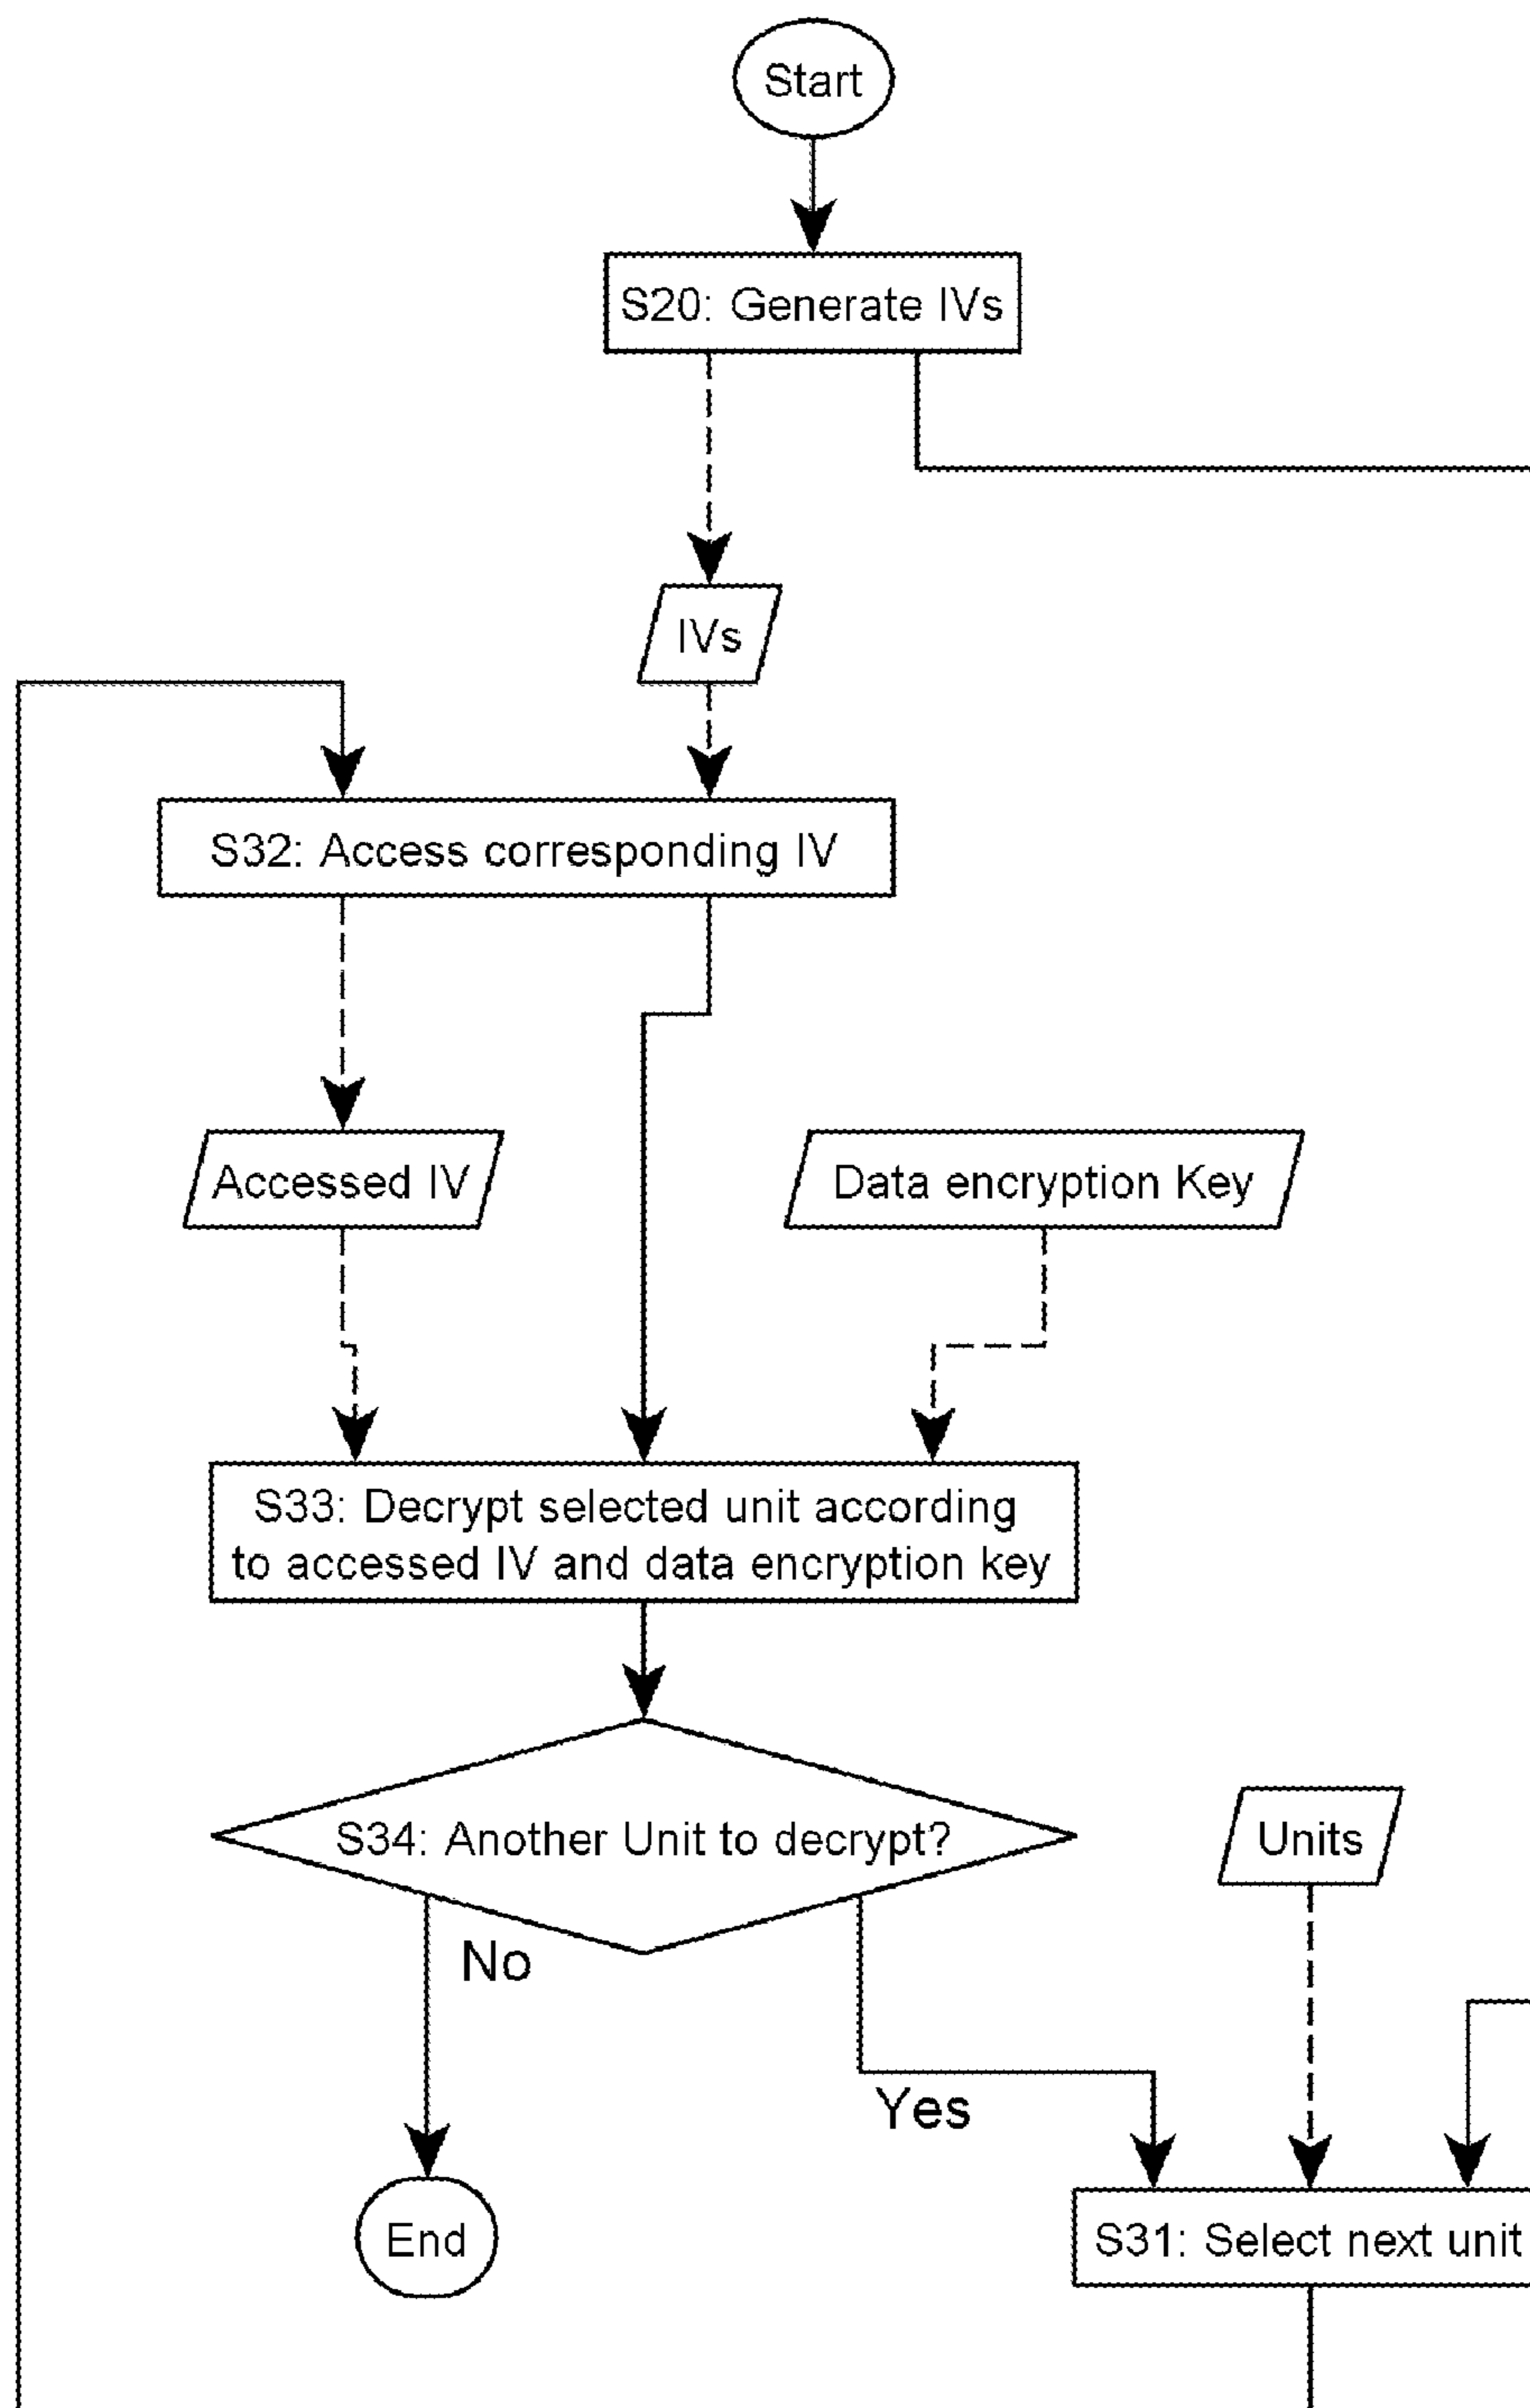 Start
S20: Generate IVs
IVs
S32: Access corresponding IV
Accessed IV
Data encryption Key
S33: Decrypt selected unit according
to accessed IV and data encryption key
S34: Another Unit to decrypt?
Units
No
Yes
End
S31: Select next unit